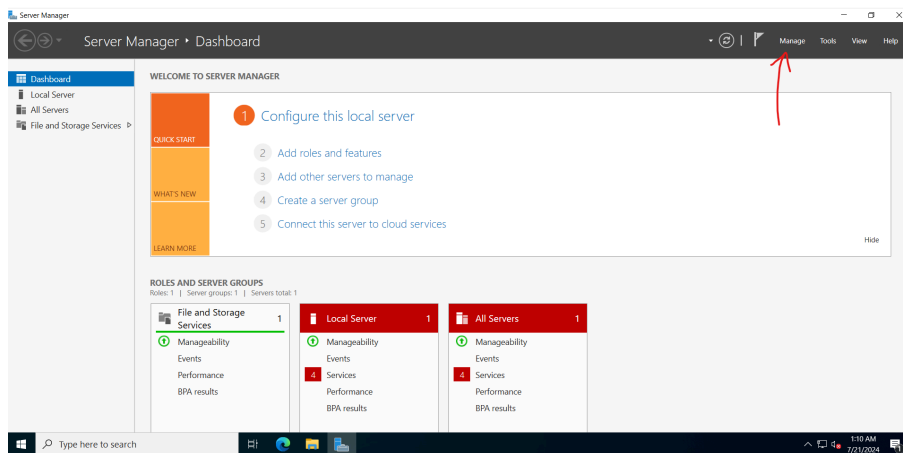 Server Manager
Server Manager • Dashboard
Manage Tools View Help
Dashboard
Local Server
All Servers
File and Storage Services
WELCOME TO SERVER MANAGER
QUICK START
WHAT'S NEW
LEARN MORE
1 Configure this local server
2 Add roles and features
3 Add other servers to manage
4 Create a server group
5 Connect this server to cloud services
Hide
ROLES AND SERVER GROUPS
Roles: 1 | Server groups: 1 | Servers total: 1
File and Storage
Services
1
Manageability
Events
Performance
BPA results
Local Server 1
Manageability
Events
4 Services
Performance
BPA results
All Servers 1
Manageability
Events
4 Services
Performance
BPA results
Type here to search
1:10 AM
7/21/2024